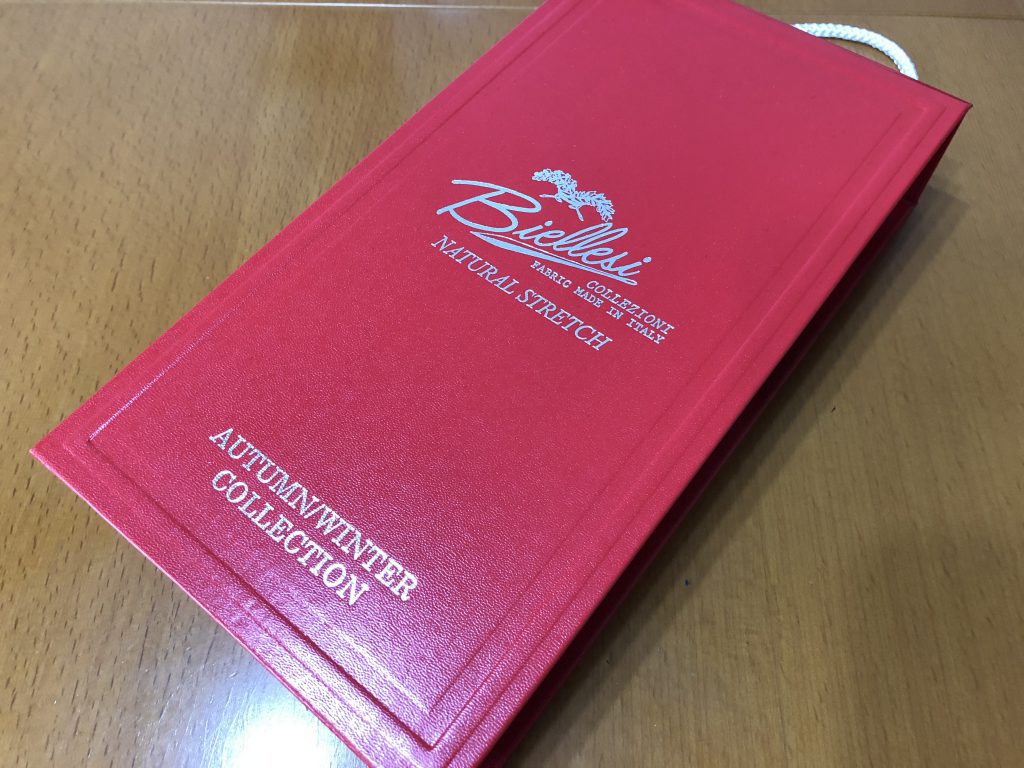 Biellesi
COLLEZIONI
FABRIC MADE IN ITALY
NATURAL STRETCH
AUTUMN/WINTER
COLLECTION